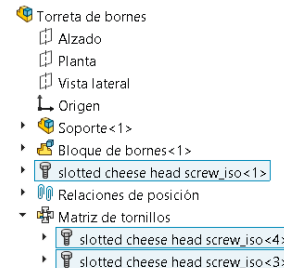 Torreta de bornes
Alzado
Planta
Vista lateral
Origen
Soporte<1>
Bloque de bornes<1>
slotted cheese head screw_iso<1>
Relaciones de posición
Matriz de tornillos
slotted cheese head screw_iso<4>
slotted cheese head screw_iso<3>